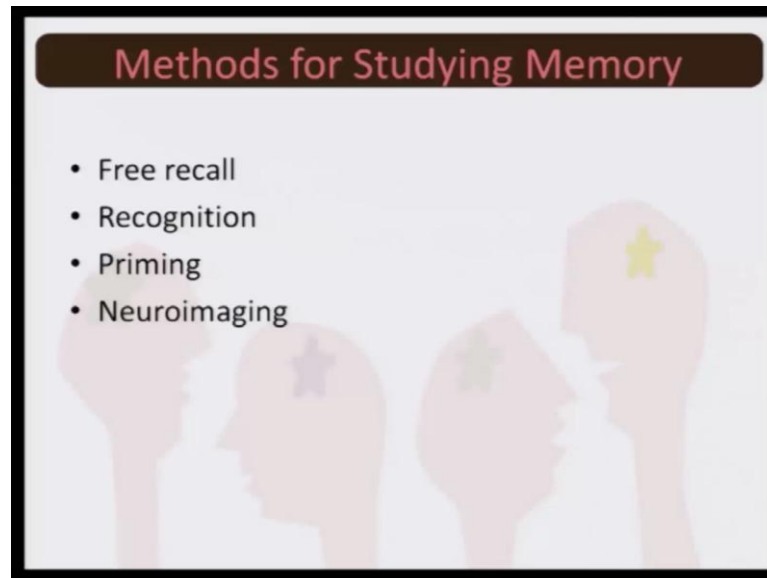 Methods for Studying Memory
• Free recall
• Recognition
• Priming
• Neuroimaging